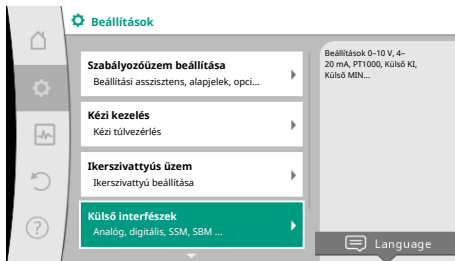 Beállítások
Szabályozóüzem beállítása
Beállítási asszisztens, alapjelek, opci...
Kézi kezelés
Kézi túlvezérlés
Ikerszivattyús üzem
Ikerszivattyú beállítása
Külső interfészek
Analóg, digitális, SSM, SBM ...
Beállítások 0–10 V, 4–
20 mA, PT1000, Külső KI,
Külső MIN...
Language